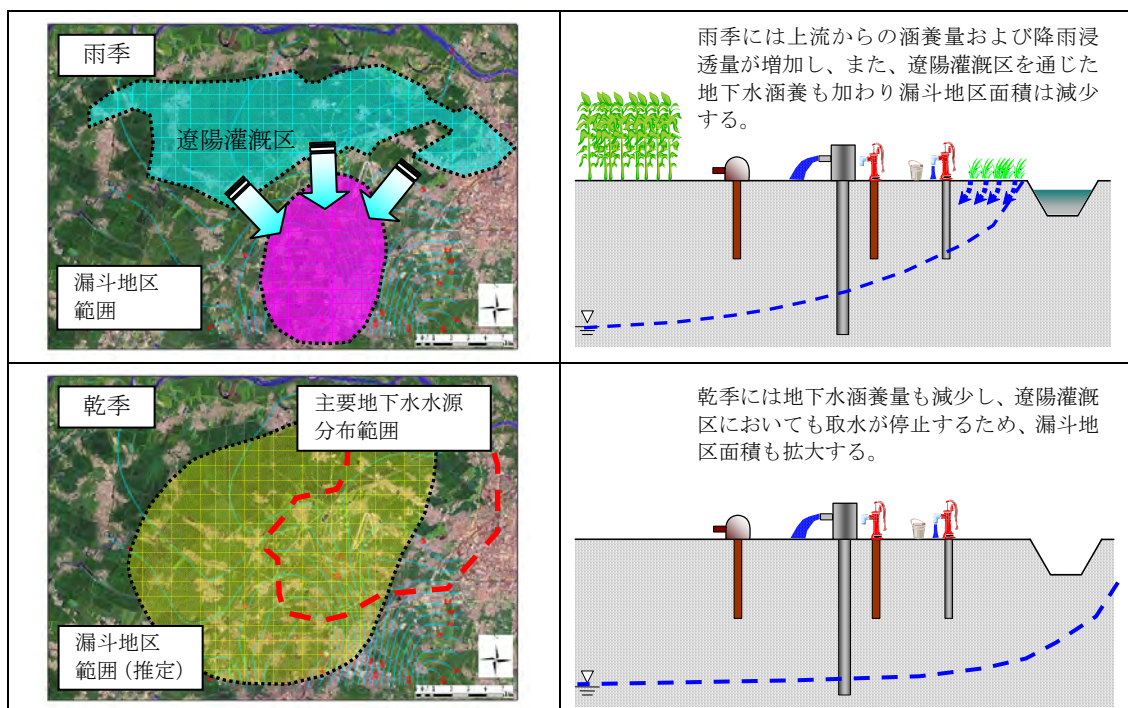 雨季
遼陽灌漑区
漏斗地区
範囲
雨季には上流からの涵養量および降雨浸
透量が増加し、また、遼陽灌漑区を通じた
地下水涵養も加わり漏斗地区面積は減少
する。
乾季
主要地下水水源
分布範囲
漏斗地区
範囲(推定)
乾季には地下水涵養量も減少し、遼陽灌漑
区においても取水が停止するため、漏斗地
区面積も拡大する。